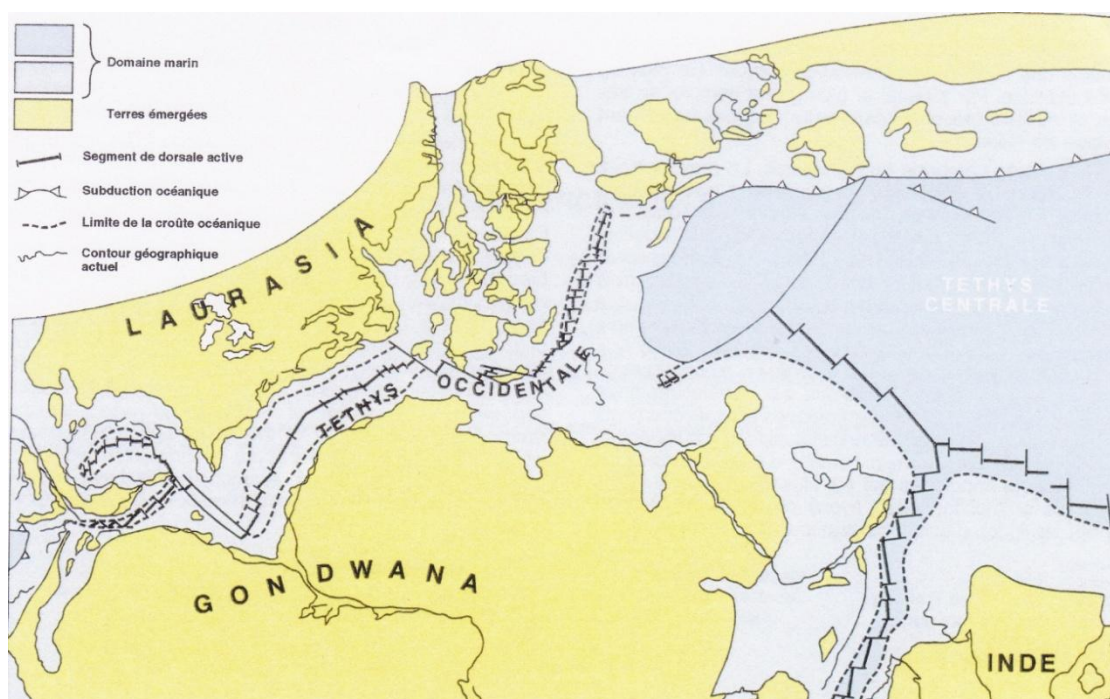 Domaine marin
Terres émergées
Segment de dorsale active
Subduction océanique
Limite de la croûte océanique
Contour géographique
actuel
LAURASIA
TETHYS
OCCIDENTALE
TETHYS
CENTRALE
GONDWANA
INDE